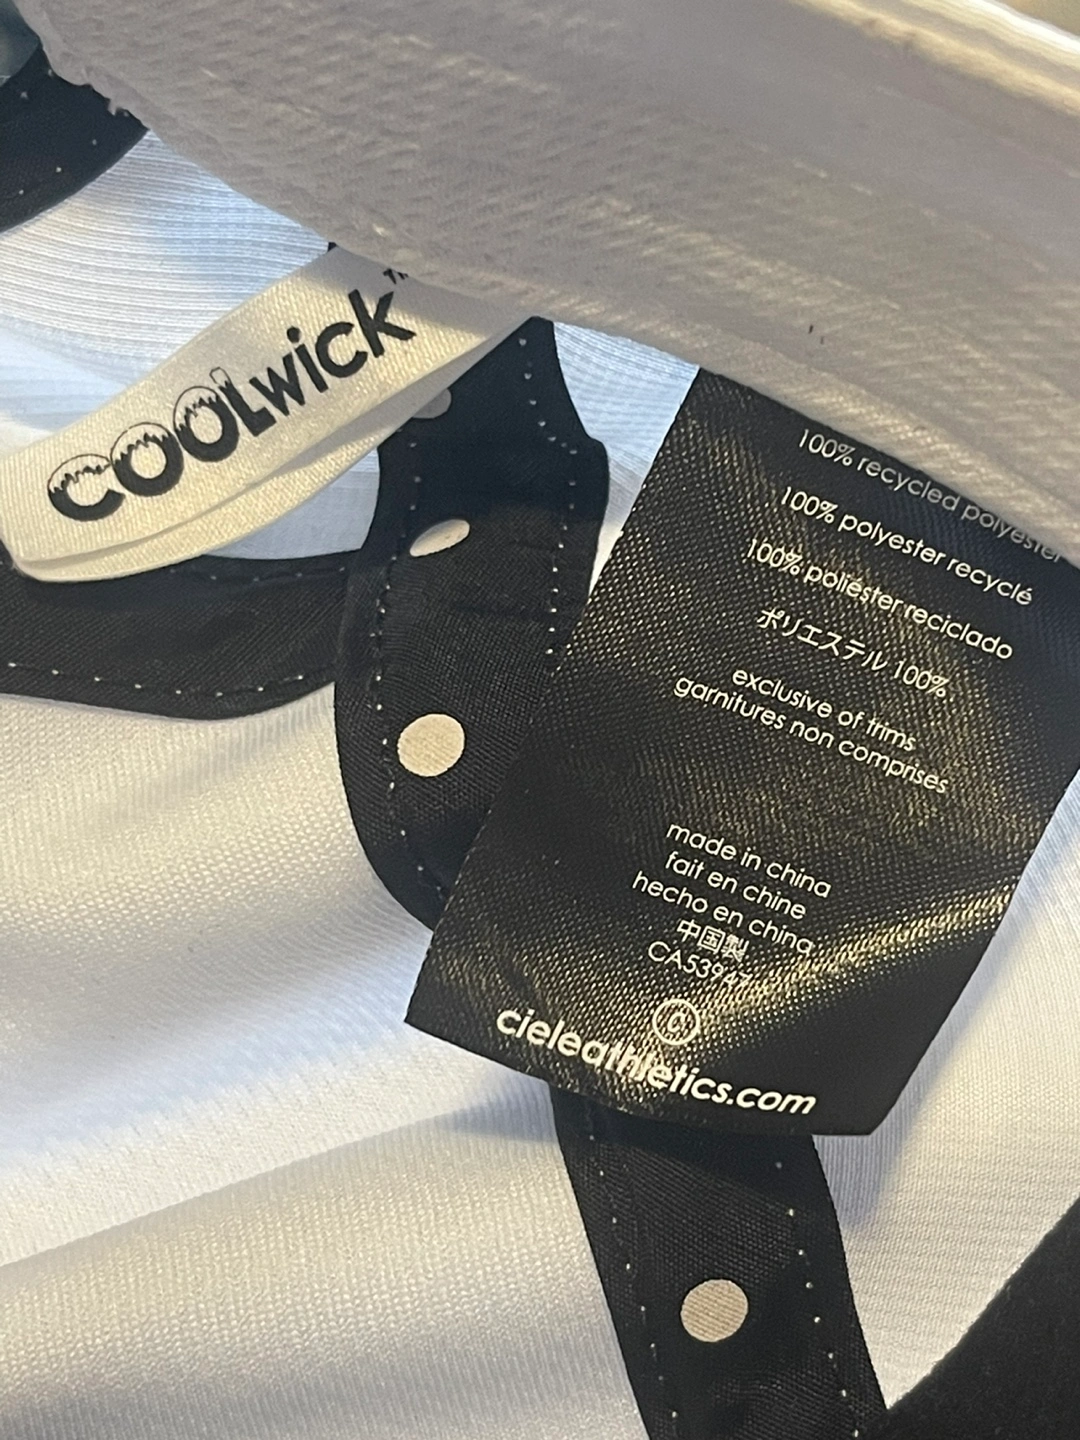 COOLwick™
100% recycled polyester
100% polyester recyclé
100% poliéster reciclado
ポリエステル 100%
exclusive of trims
garnitures non comprises
made in china
fait en chine
hecho en china
中国製
cieleathletics.com